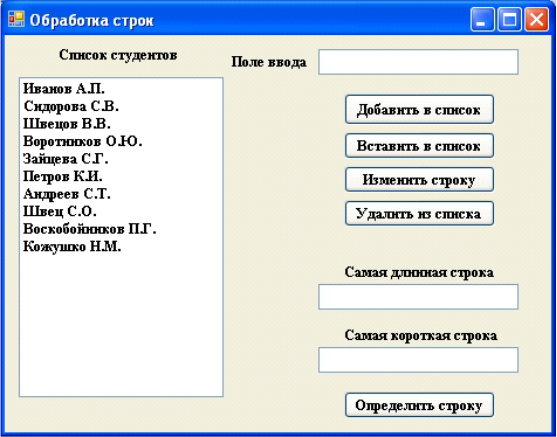 Обработка строк
Список студентов
Поле ввода
Иванов А.П.
Сидорова С.В.
Швецов В.В.
Воротников О.Ю.
Зайцева С.Г.
Петров К.И.
Андреев С.Т.
Швец С.О.
Воскобойников П.Г.
Кожушко Н.М.
Добавить в список
Вставить в список
Изменить строку
Удалить из списка
Самая длинная строка
Самая короткая строка
Определить строку